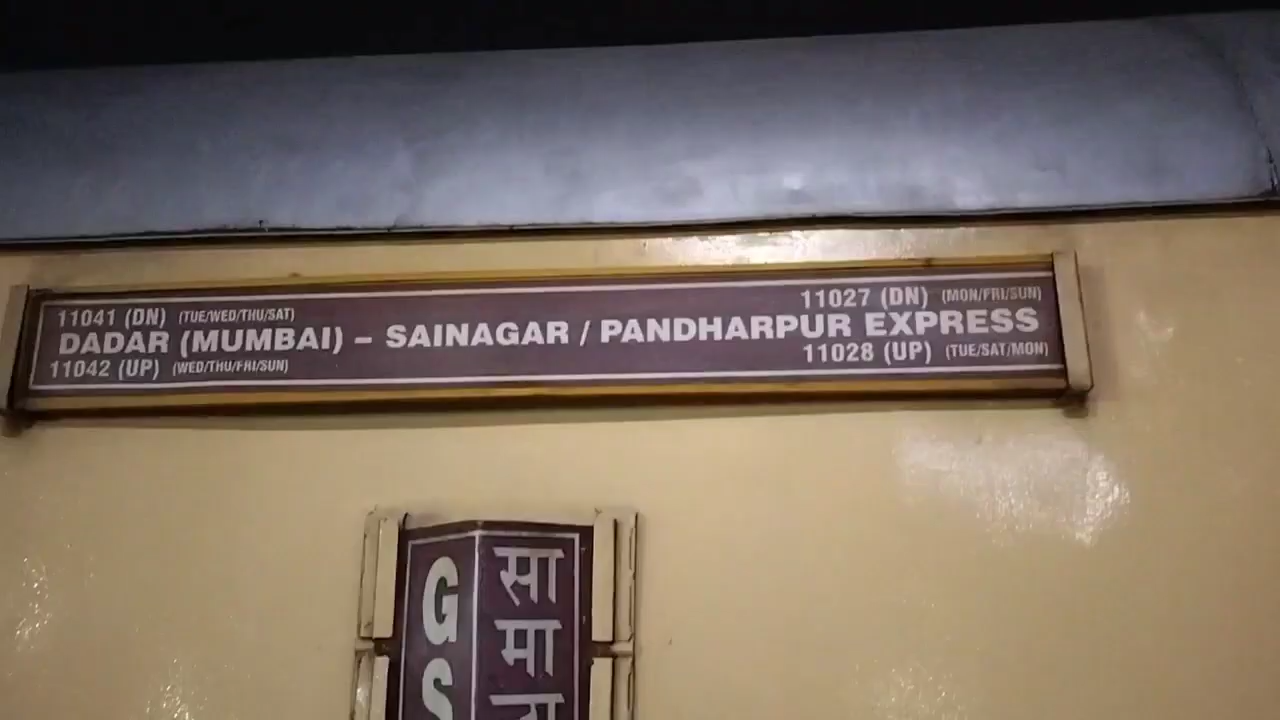 11041 (DN) (TUE/WED/THU/SAT) 11027 (DN) (MON/FRI/SUN)
DADAR (MUMBAI) – SAINAGAR / PANDHARPUR EXPRESS
11042 (UP) (WED/THU/FRI/SUN) 11028 (UP) (TUE/SAT/MON)
G
S
सा
मा